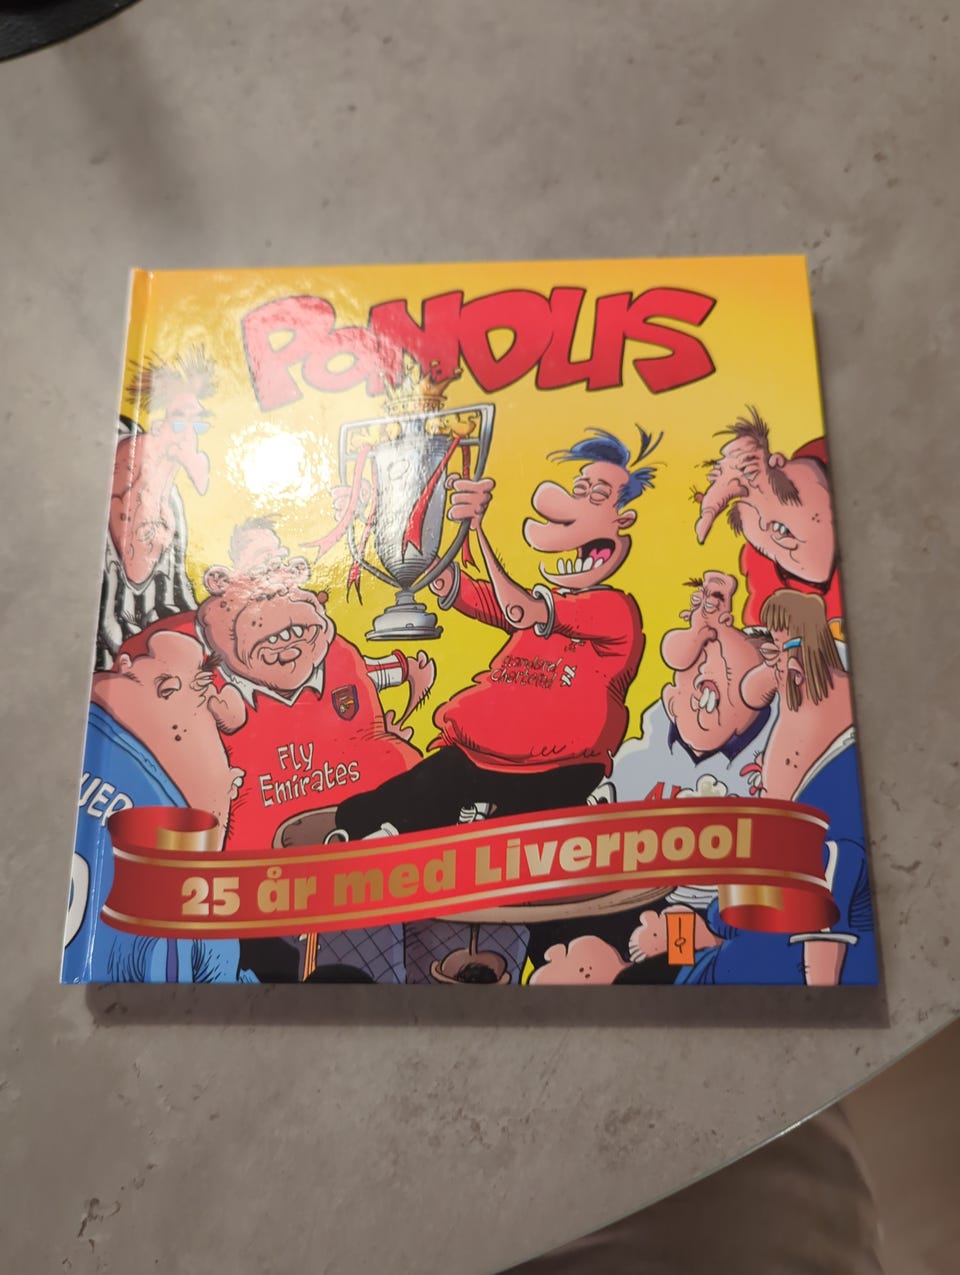 PONDUS
Standard
Chartered
Fly
Emirates
25 år med Liverpool